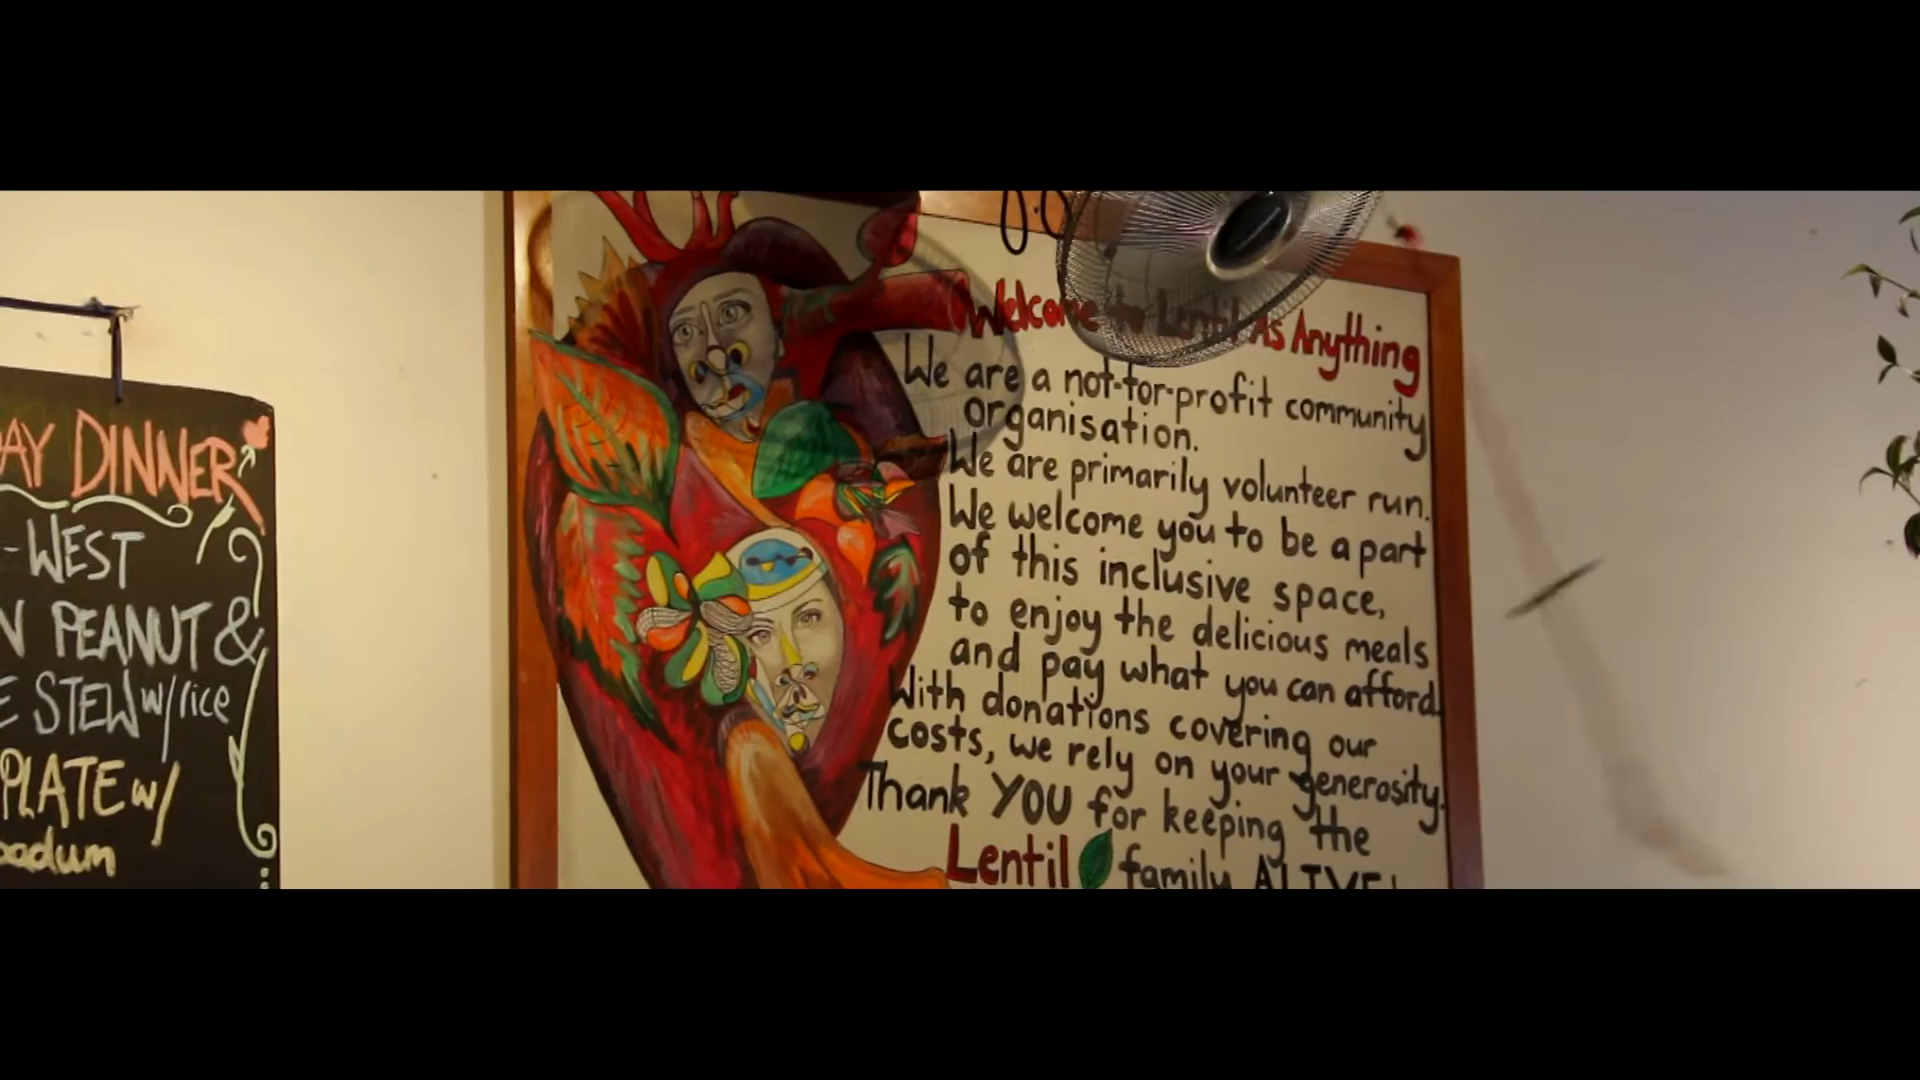 AY DINNER
-WEST
N PEANUT &
E STEW w/rice
PLATE w/
padum
Welcome to Lentil As Anything
We are a not-for-profit community
organisation.
We are primarily volunteer run.
We welcome you to be a part
of this inclusive space,
to enjoy the delicious meals
and pay what you can afford.
With donations covering our
costs, we rely on your generosity.
Thank YOU for keeping the
Lentil family ALIVE!